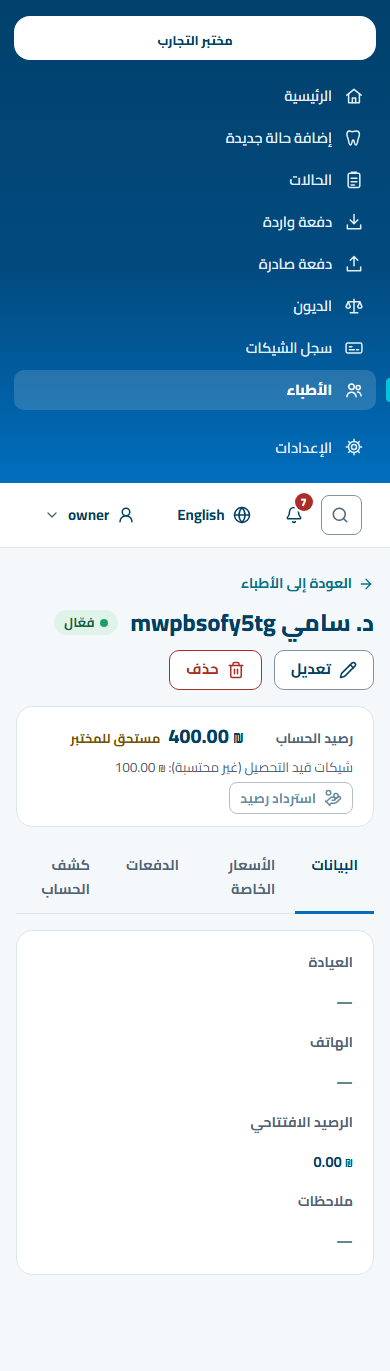 مختبر التجارب
الرئيسية
إضافة حالة جديدة
الحالات
دفعة واردة
دفعة صادرة
الديون
سجل الشيكات
الأطباء
الإعدادات
7
English
owner
العودة إلى الأطباء
د. سامي mwpbsofy5tg
فعّال
تعديل
حذف
رصيد الحساب
₪ 400.00 مستحق للمختبر
شيكات قيد التحصيل (غير محتسبة): ₪ 100.00
استرداد رصيد
البيانات
الأسعار الخاصة
الدفعات
كشف الحساب
العيادة
—
الهاتف
—
الرصيد الافتتاحي
₪ 0.00
ملاحظات
—